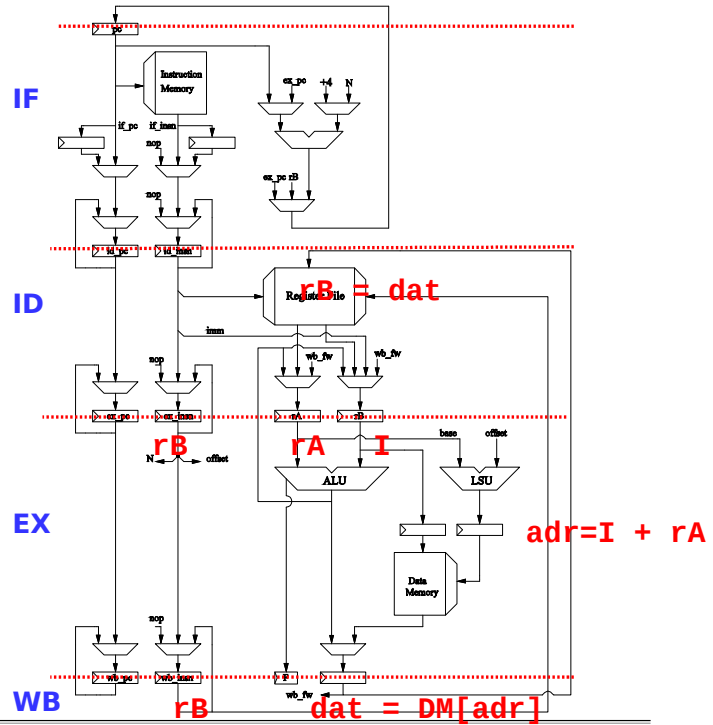 pc
IF
Instruction
Memory
ex_pc +4 N
if_pc if_insn
nop
ex_pc rB
nop
id_pc id_insn
ID
Register File
rB = dat
imm
wb_fw
wb_fw
nop
ex_pc ex_insn rA rB
rB rA I
base offset
N offset
ALU LSU
EX
adr=I + rA
Data
Memory
nop
wb_pc wb_insn F
wb_fw
WB
rB dat = DM[adr]